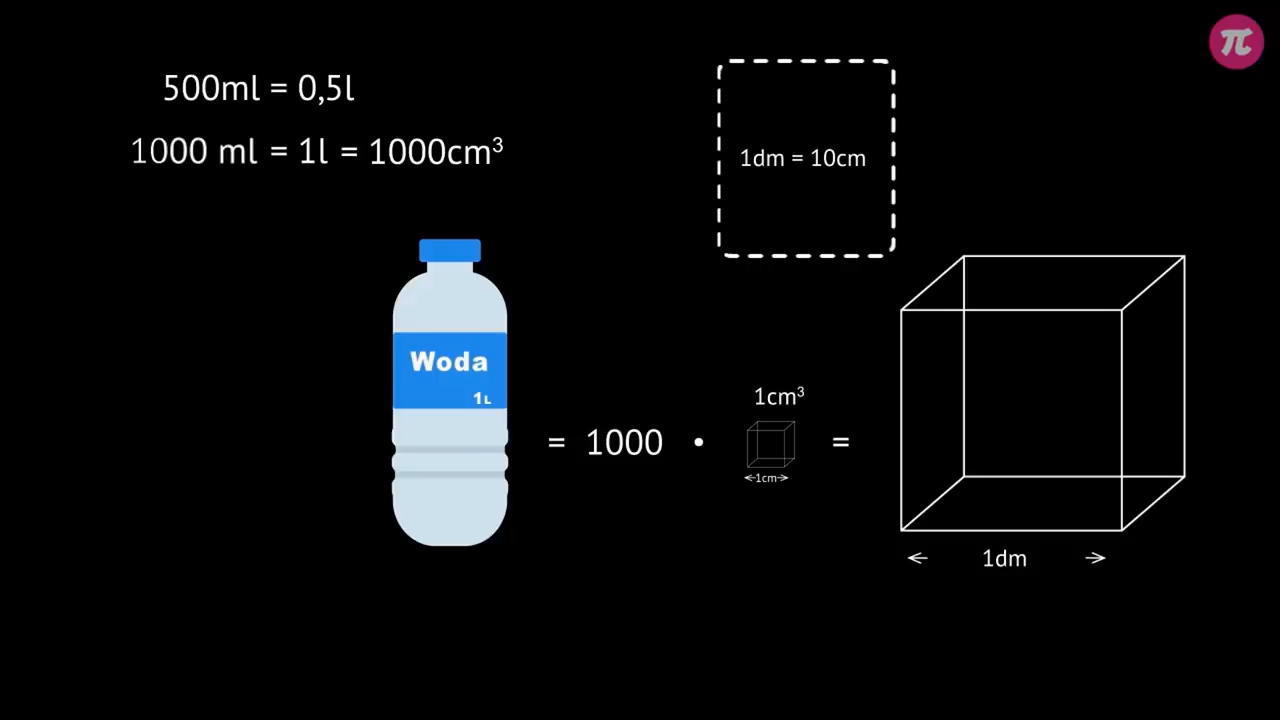 π
500ml = 0,5l
1000 ml = 1l = 1000cm³
1dm = 10cm
Woda
1L
= 1000 •
1cm³
1cm
=
1dm